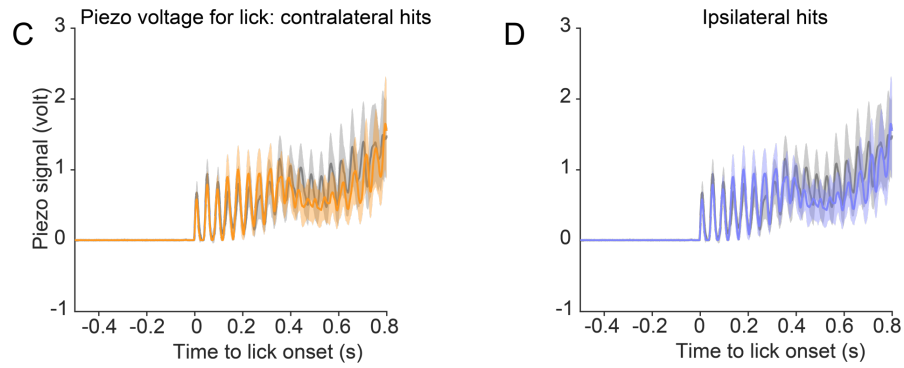 C
Piezo voltage for lick: contralateral hits
3
2
1
0
-1
Piezo signal (volt)
-0.4 -0.2 0 0.2 0.4 0.6 0.8
Time to lick onset (s)
D
Ipsilateral hits
3
2
1
0
-1
-0.4 -0.2 0 0.2 0.4 0.6 0.8
Time to lick onset (s)